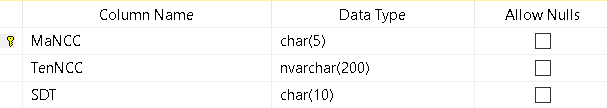 Column Name Data Type Allow Nulls
MaNCC char(5)
TenNCC nvarchar(200)
SDT char(10)